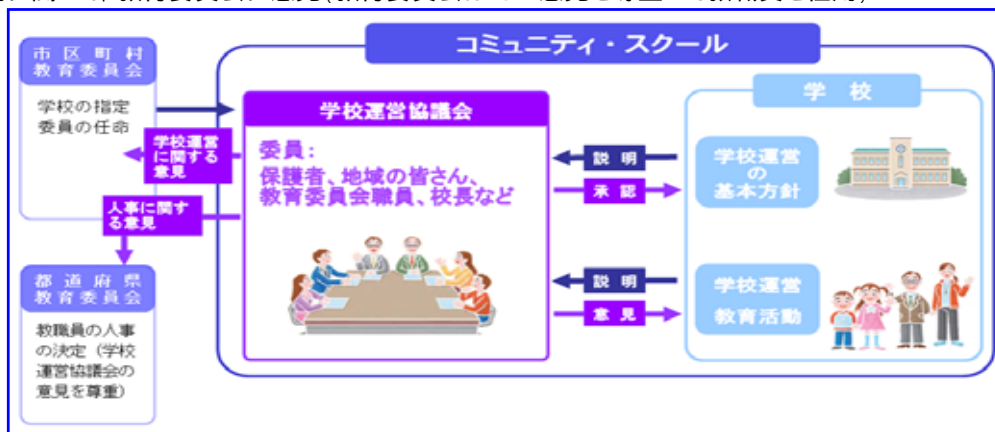 コミュニティ・スクール
市区町村
教育委員会
学校の指定
委員の任命
学校運営
に関する
意見
人事に関す
る意見
都道府県
教育委員会
教職員の人事
の決定（学校
運営協議会の
意見を尊重）
学校運営協議会
委員：
保護者、地域の皆さん、
教育委員会職員、校長など
説明
承認
説明
意見
学校
学校運営
の
基本方針
学校運営
教育活動